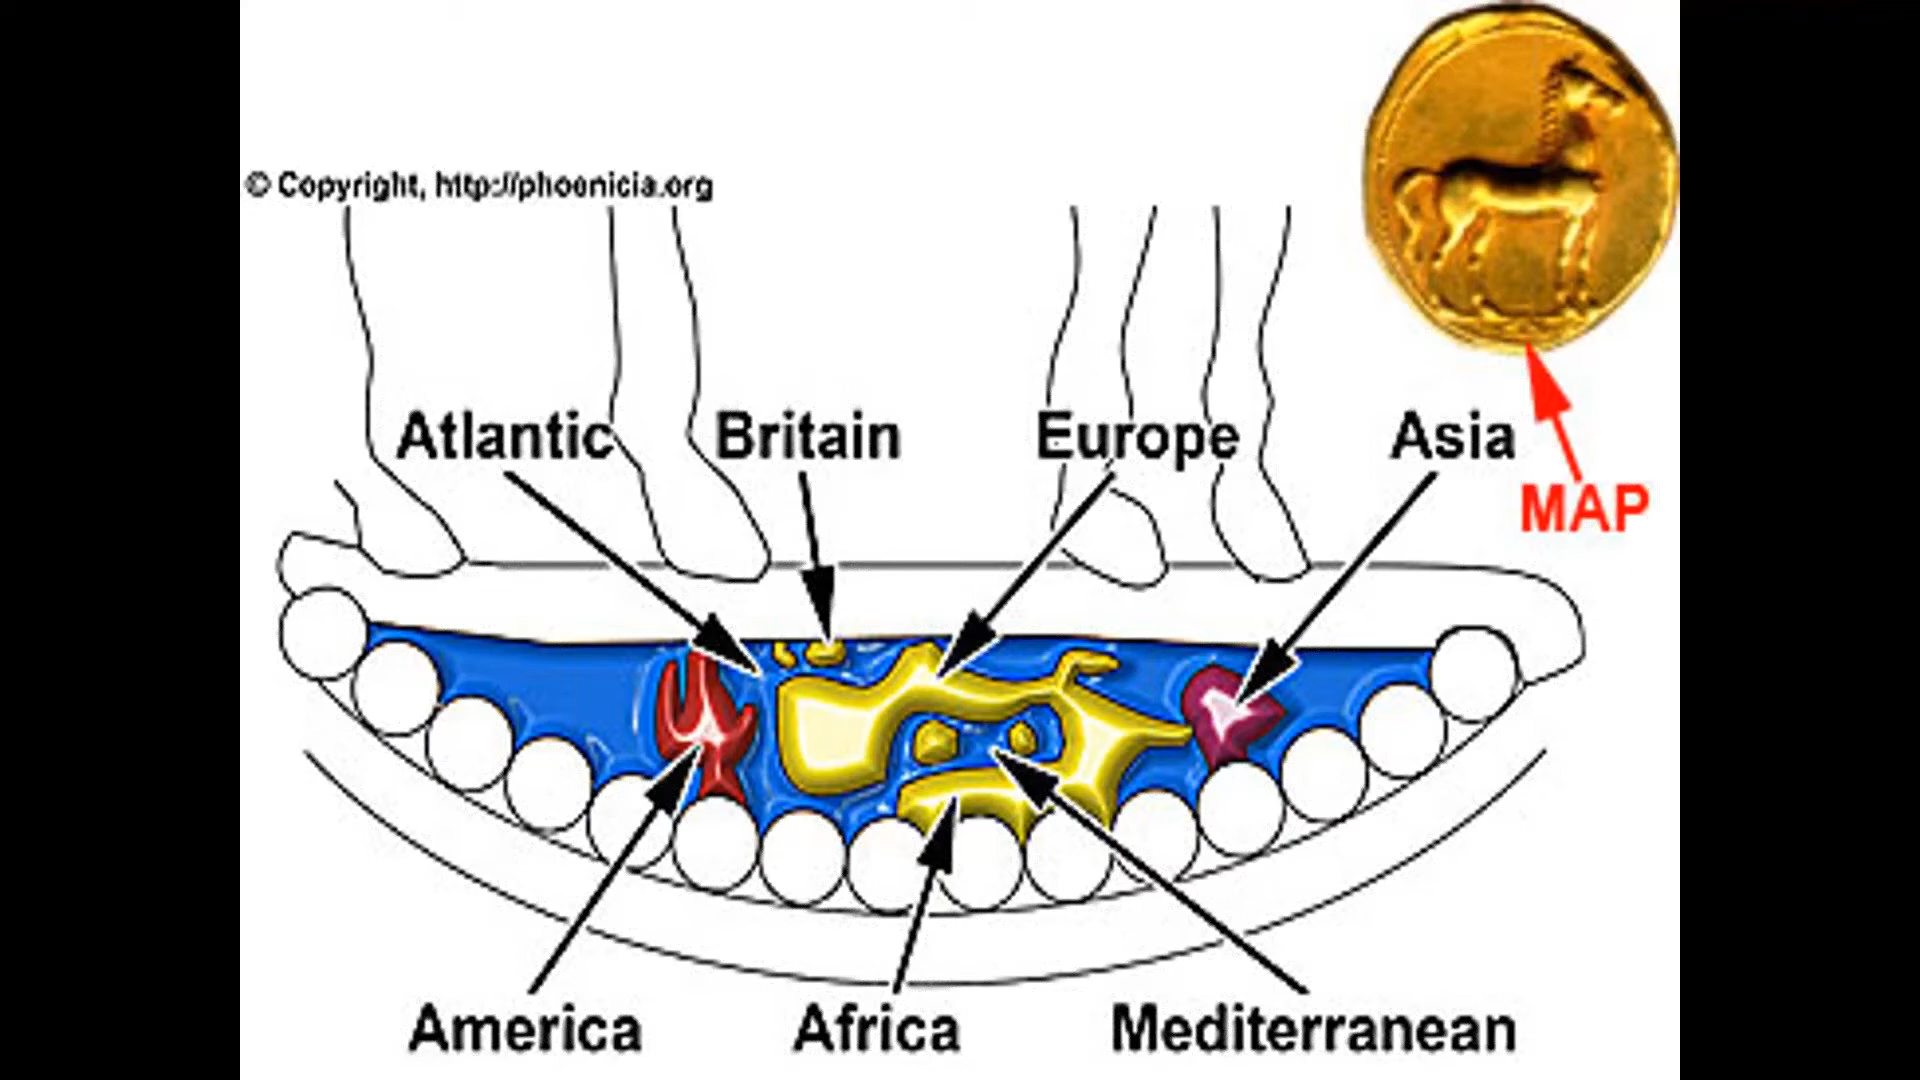 © Copyright, http://phoenicia.org
Atlantic Britain Europe Asia
MAP
America Africa Mediterranean